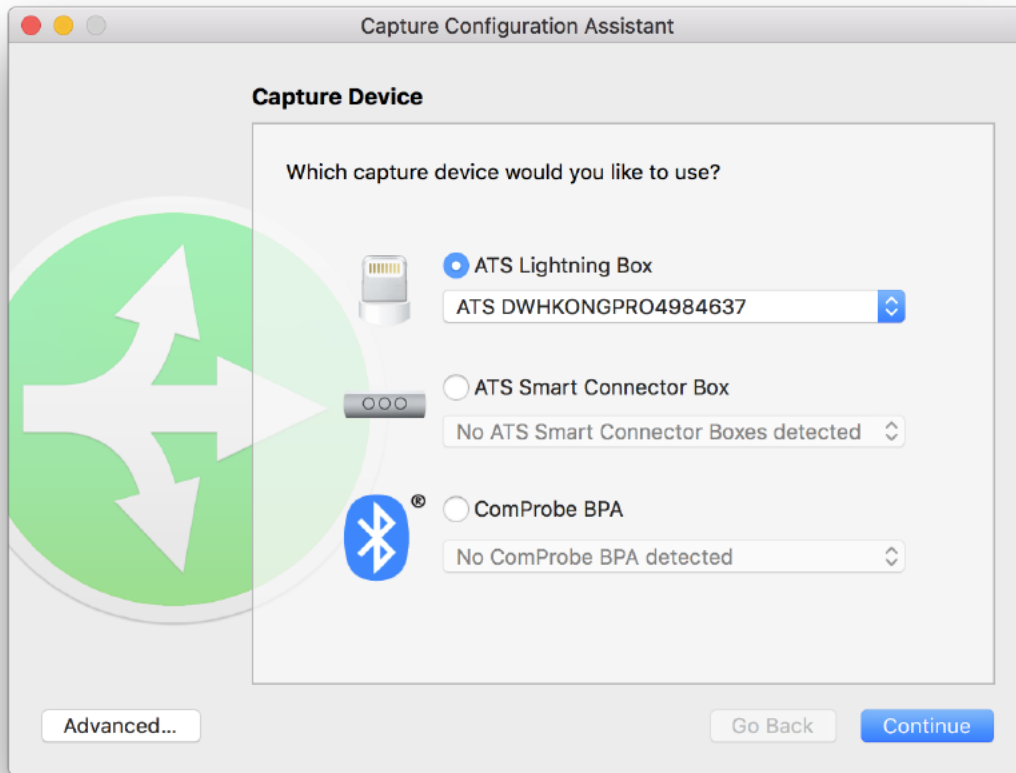 Capture Configuration Assistant
Capture Device
Which capture device would you like to use?
ATS Lightning Box
ATS DWHKONGPRO4984637
ATS Smart Connector Box
No ATS Smart Connector Boxes detected
®
ComProbe BPA
No ComProbe BPA detected
Advanced...
Go Back
Continue